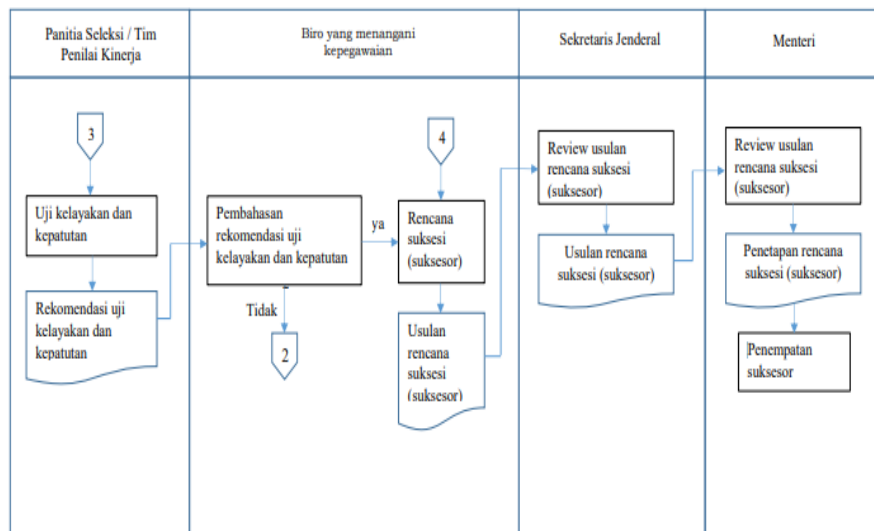 Panitia Seleksi / Tim
Penilai Kinerja
Biro yang menangani
kepegawaian
Sekretaris Jenderal
Menteri
3
Uji kelayakan dan
kepatutan
Rekomendasi uji
kelayakan dan
kepatutan
Pembahasan
rekomendasi uji
kelayakan dan kepatutan
ya
Tidak
2
4
Rencana
suksesi
(suksesor)
Usulan
rencana
suksesi
(suksesor)
Review usulan
rencana suksesi
(suksesor)
Usulan rencana
suksesi (suksesor)
Review usulan
rencana suksesi
(suksesor)
Penetapan rencana
suksesi (suksesor)
Penempatan
suksesor